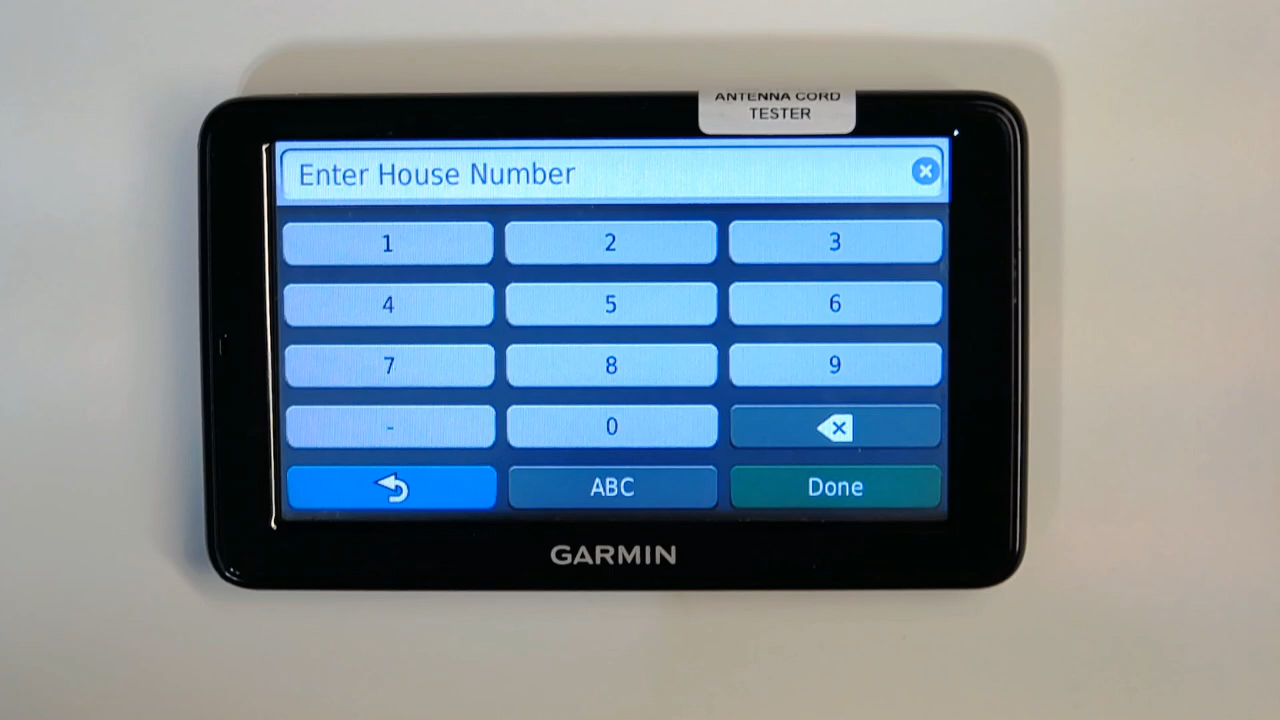 ANTENNA CORD
TESTER
Enter House Number
1 2 3
4 5 6
7 8 9
- 0
ABC Done
GARMIN